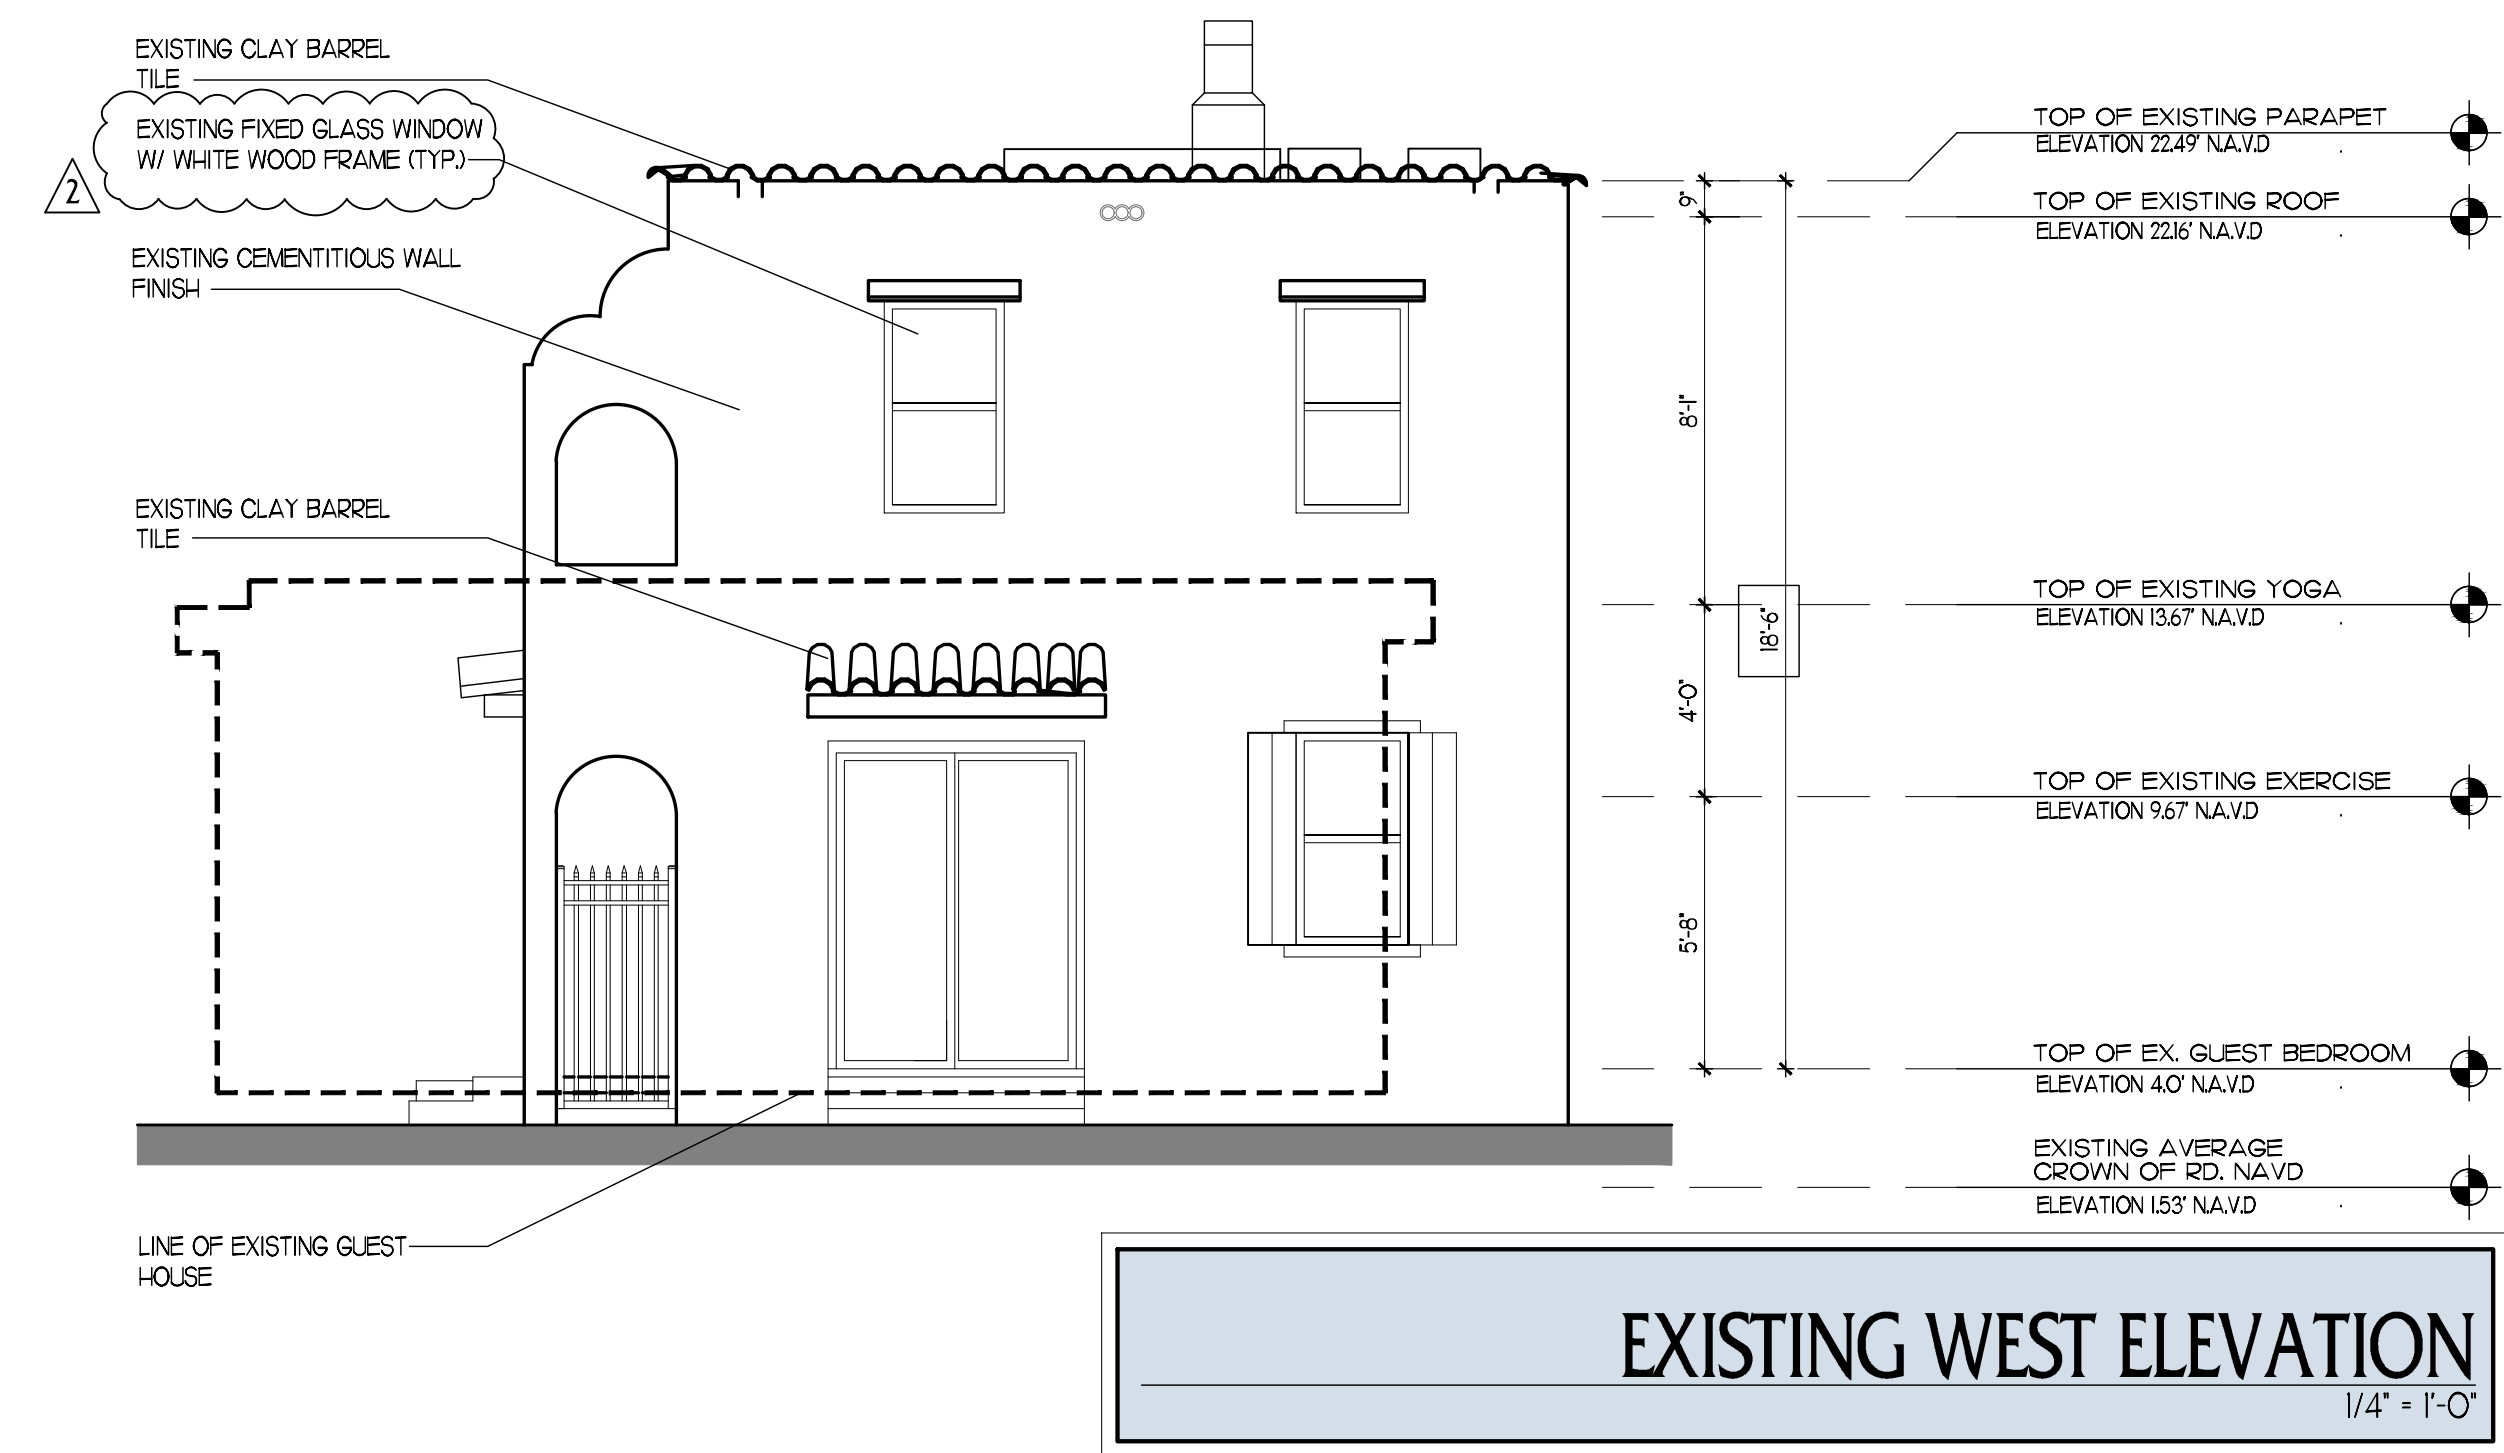 EXISTING CLAY BARREL
TILE
EXISTING FIXED GLASS WINDOW
W/ WHITE WOOD FRAME (TYP.)
2
EXISTING CEMENTITIOUS WALL
FINISH
EXISTING CLAY BARREL
TILE
LINE OF EXISTING GUEST
HOUSE
9"
8'-1"
4'-0"
5'-8"
18'-6"
TOP OF EXISTING PARAPET
ELEVATION 22.49' N.A.V.D
TOP OF EXISTING ROOF
ELEVATION 22.16' N.A.V.D
TOP OF EXISTING YOGA
ELEVATION 13.67' N.A.V.D
TOP OF EXISTING EXERCISE
ELEVATION 9.67' N.A.V.D
TOP OF EX. GUEST BEDROOM
ELEVATION 4.0' N.A.V.D
EXISTING AVERAGE
CROWN OF RD. NAVD
ELEVATION 1.53' N.A.V.D
EXISTING WEST ELEVATION
1/4" = 1'-0"